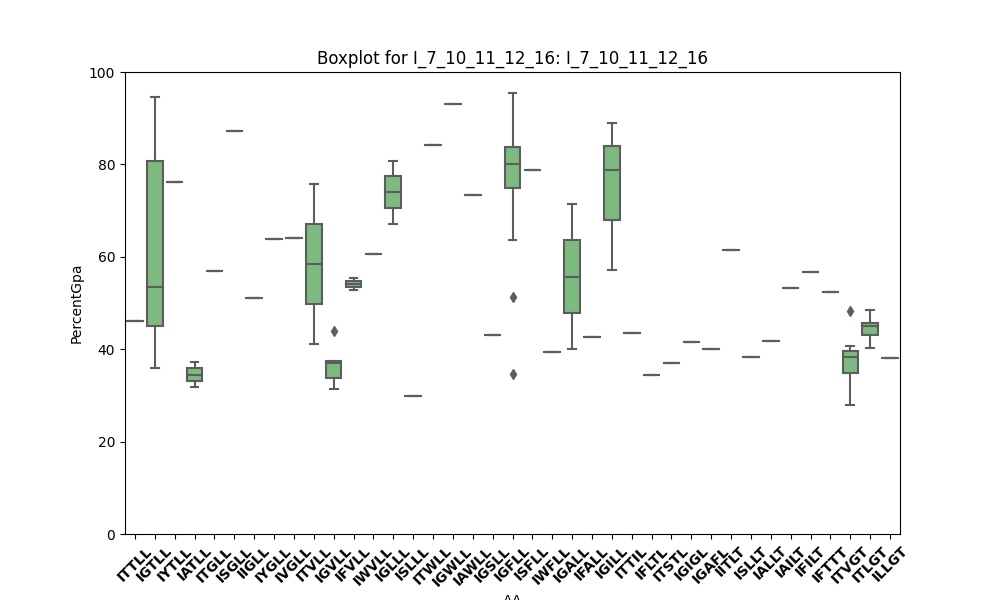 Boxplot for I_7_10_11_12_16: I_7_10_11_12_16
PercentGpa
100
80
60
40
20
0
ITTLL
IGTLL
IYTLL
IATLL
ITGLL
ISGLL
IIGLL
IYGLL
IVGLL
ITVLL
IGVLL
IFVLL
IWVLL
IGLLL
ISLLL
ITWLL
IGWLL
IAWLL
IGSLL
IGFLL
ISFLL
IWFLL
IGALL
IFALL
IGILL
ITTIL
IFLTL
ITSTL
IGIGL
IGAFL
IITLT
ISLLT
IALLT
IAILT
IFILT
IFTTT
ITVGT
ITLGT
ILLGT